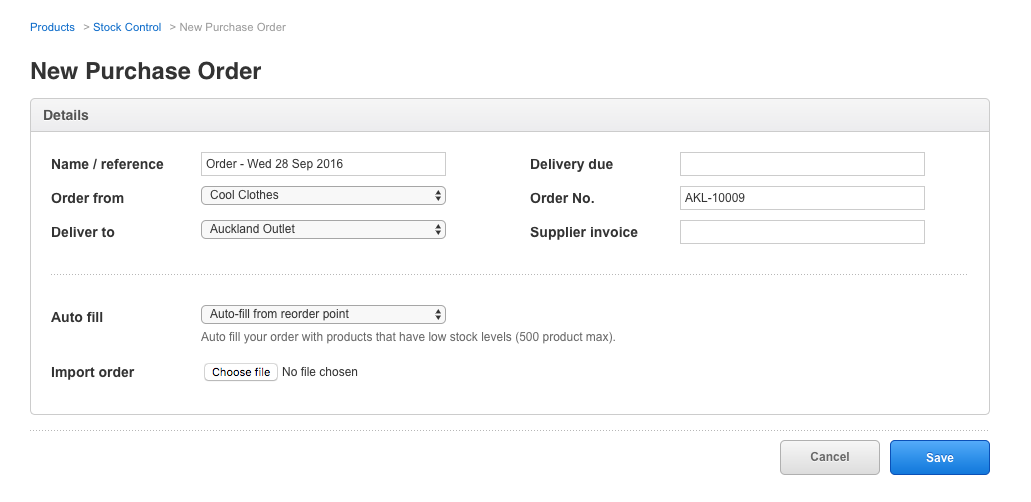 Products > Stock Control > New Purchase Order
New Purchase Order
Details
Name / reference Order - Wed 28 Sep 2016 Delivery due
Order from Cool Clothes Order No. AKL-10009
Deliver to Auckland Outlet Supplier invoice
Auto fill Auto-fill from reorder point
Auto fill your order with products that have low stock levels (500 product max).
Import order Choose file No file chosen
Cancel Save